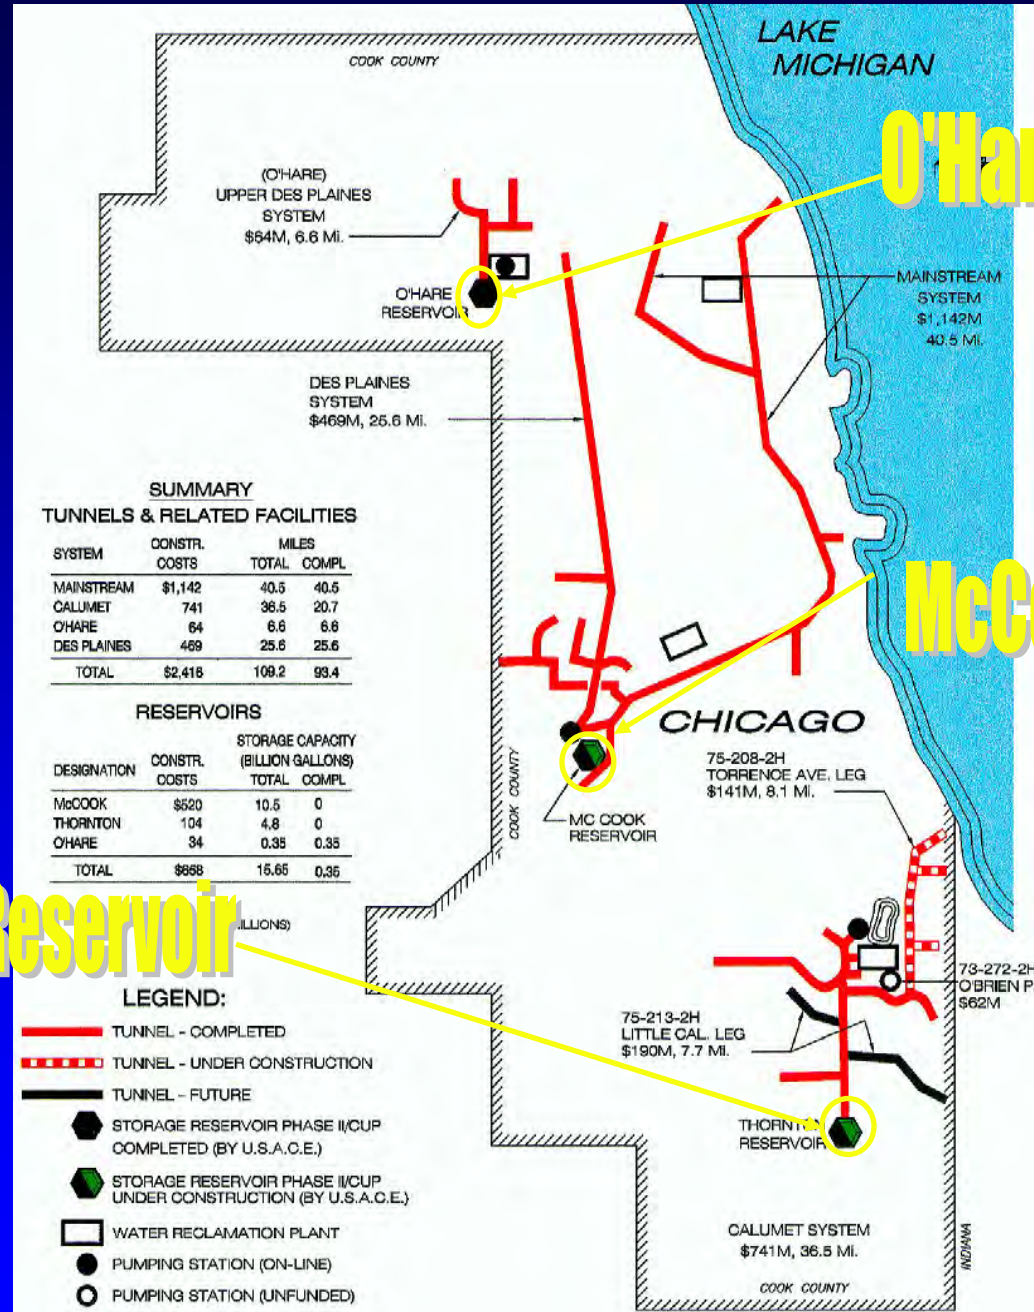 LAKE
MICHIGAN
COOK COUNTY
O'Har
(O'HARE)
UPPER DES PLAINES
SYSTEM
$64M, 6.6 Mi.
O'HARE
RESERVOIR
MAINSTREAM
SYSTEM
$1,142M
40.5 Mi.
DES PLAINES
SYSTEM
$469M, 25.6 Mi.
SUMMARY
TUNNELS & RELATED FACILITIES
SYSTEM CONSTR. COSTS MILES TOTAL COMPL
MAINSTREAM $1,142 40.5 40.5
CALUMET 741 36.5 20.7
O'HARE 64 6.6 6.6
DES PLAINES 469 25.6 25.6
TOTAL $2,416 109.2 93.4
RESERVOIRS
DESIGNATION CONSTR. COSTS STORAGE CAPACITY (BILLION GALLONS) TOTAL COMPL
McCOOK $520 10.5 0
THORNTON 104 4.8 0
O'HARE 34 0.35 0.35
TOTAL $658 15.65 0.35
ILLIONS)
McC
CHICAGO
COOK COUNTY
MC COOK
RESERVOIR
75-208-2H
TORRENCE AVE. LEG
$141M, 8.1 Mi.
Reservoir
73-272-2H
O'BRIEN P
$62M
75-213-2H
LITTLE CAL. LEG
$190M, 7.7 Mi.
THORNTON
RESERVOIR
CALUMET SYSTEM
$741M, 36.5 Mi.
INDIANA
COOK COUNTY
LEGEND:
TUNNEL - COMPLETED
TUNNEL - UNDER CONSTRUCTION
TUNNEL - FUTURE
STORAGE RESERVOIR PHASE II/CUP
COMPLETED (BY U.S.A.C.E.)
STORAGE RESERVOIR PHASE II/CUP
UNDER CONSTRUCTION (BY U.S.A.C.E.)
WATER RECLAMATION PLANT
PUMPING STATION (ON-LINE)
PUMPING STATION (UNFUNDED)